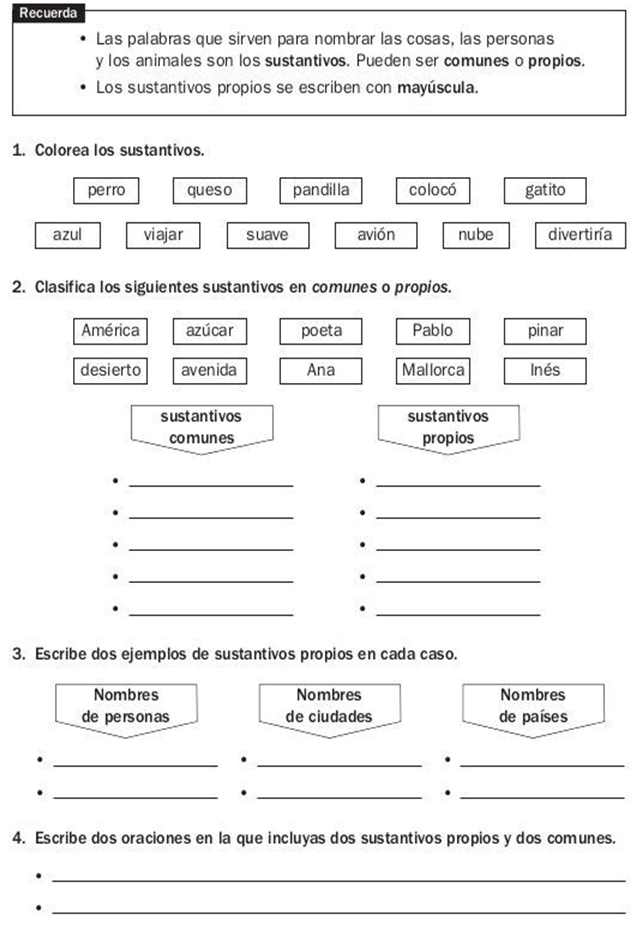 Recuerda
• Las palabras que sirven para nombrar las cosas, las personas
y los animales son los sustantivos. Pueden ser comunes o propios.
• Los sustantivos propios se escriben con mayúscula.
1. Colorea los sustantivos.
perro queso pandilla colocó gatito
azul viajar suave avión nube divertiría
2. Clasifica los siguientes sustantivos en comunes o propios.
América azúcar poeta Pablo pinar
desierto avenida Ana Mallorca Inés
sustantivos
comunes
sustantivos
propios
3. Escribe dos ejemplos de sustantivos propios en cada caso.
Nombres
de personas
Nombres
de ciudades
Nombres
de países
4. Escribe dos oraciones en la que incluyas dos sustantivos propios y dos comunes.